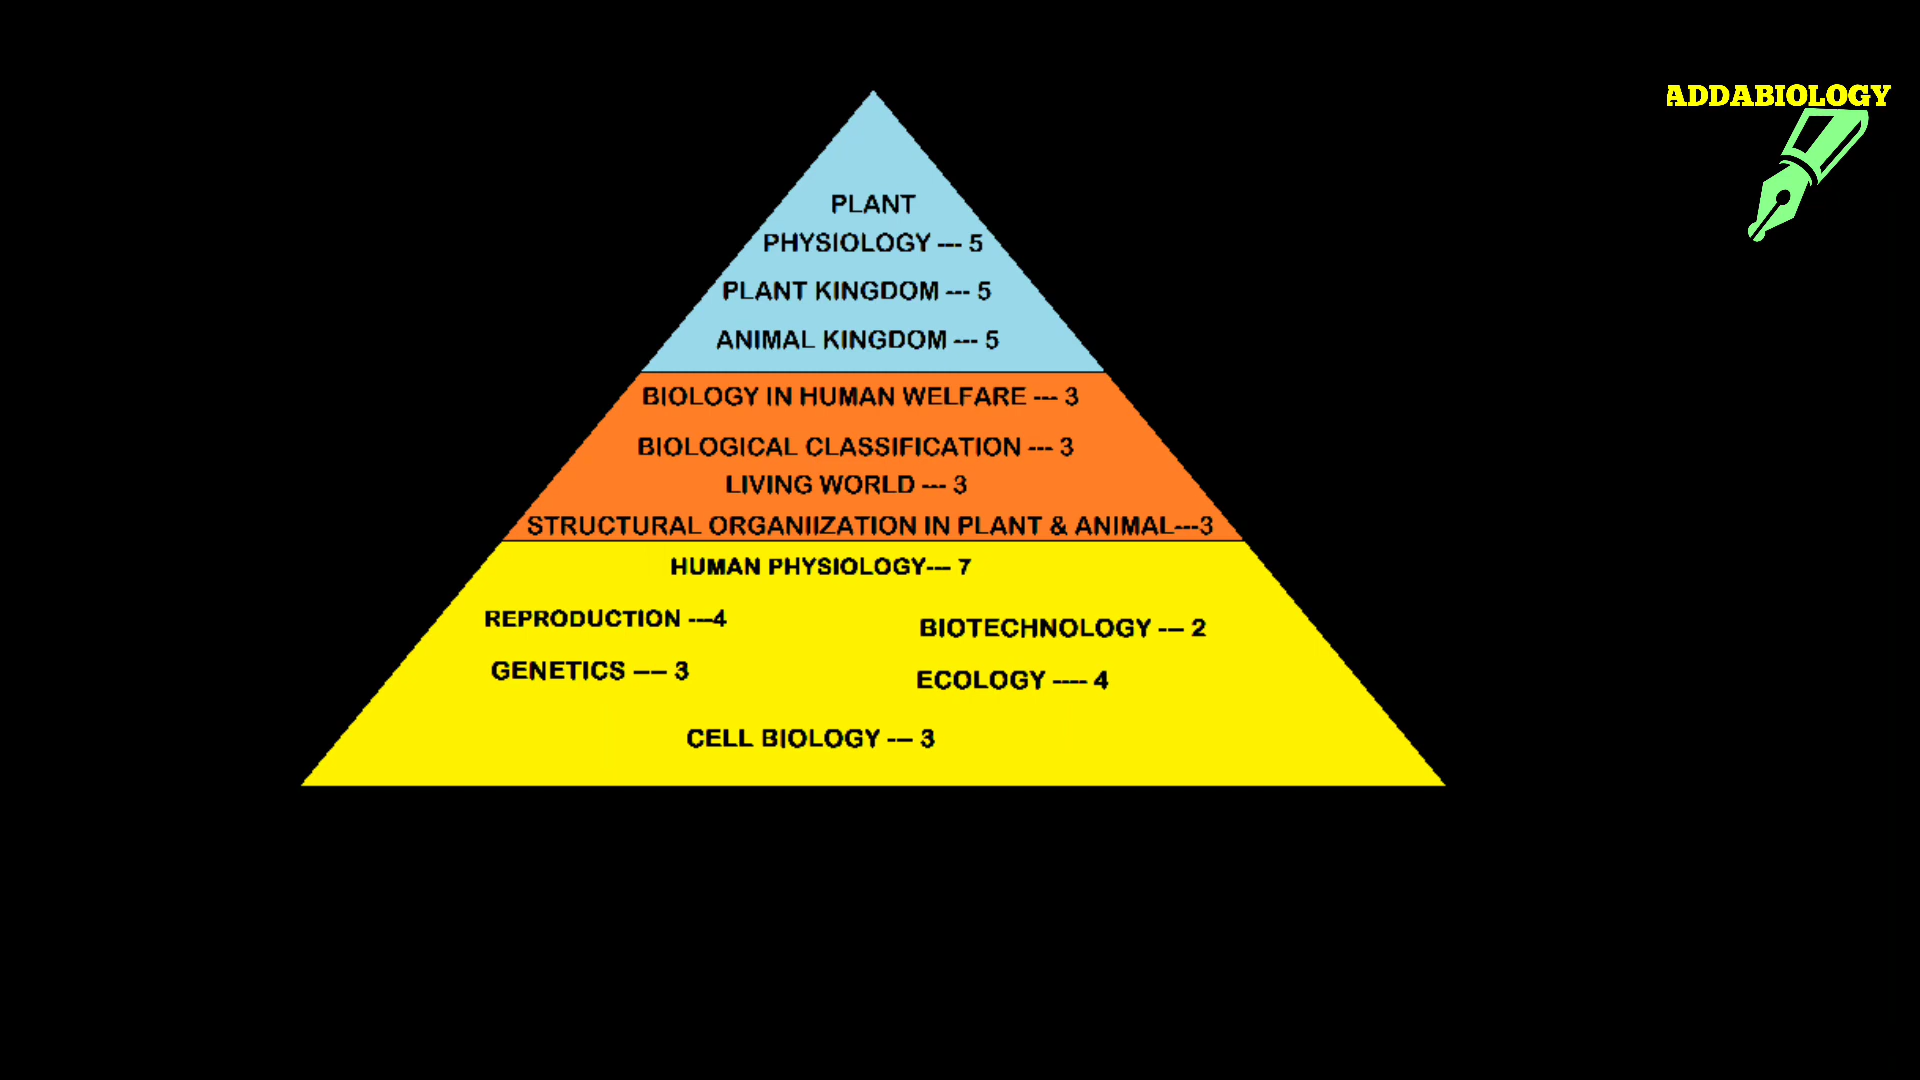 ADDABIOLOGY
PLANT
PHYSIOLOGY --- 5
PLANT KINGDOM --- 5
ANIMAL KINGDOM --- 5
BIOLOGY IN HUMAN WELFARE --- 3
BIOLOGICAL CLASSIFICATION --- 3
LIVING WORLD --- 3
STRUCTURAL ORGANIIZATION IN PLANT & ANIMAL---3
HUMAN PHYSIOLOGY--- 7
REPRODUCTION ---4
BIOTECHNOLOGY --- 2
GENETICS ---- 3
ECOLOGY ---- 4
CELL BIOLOGY --- 3